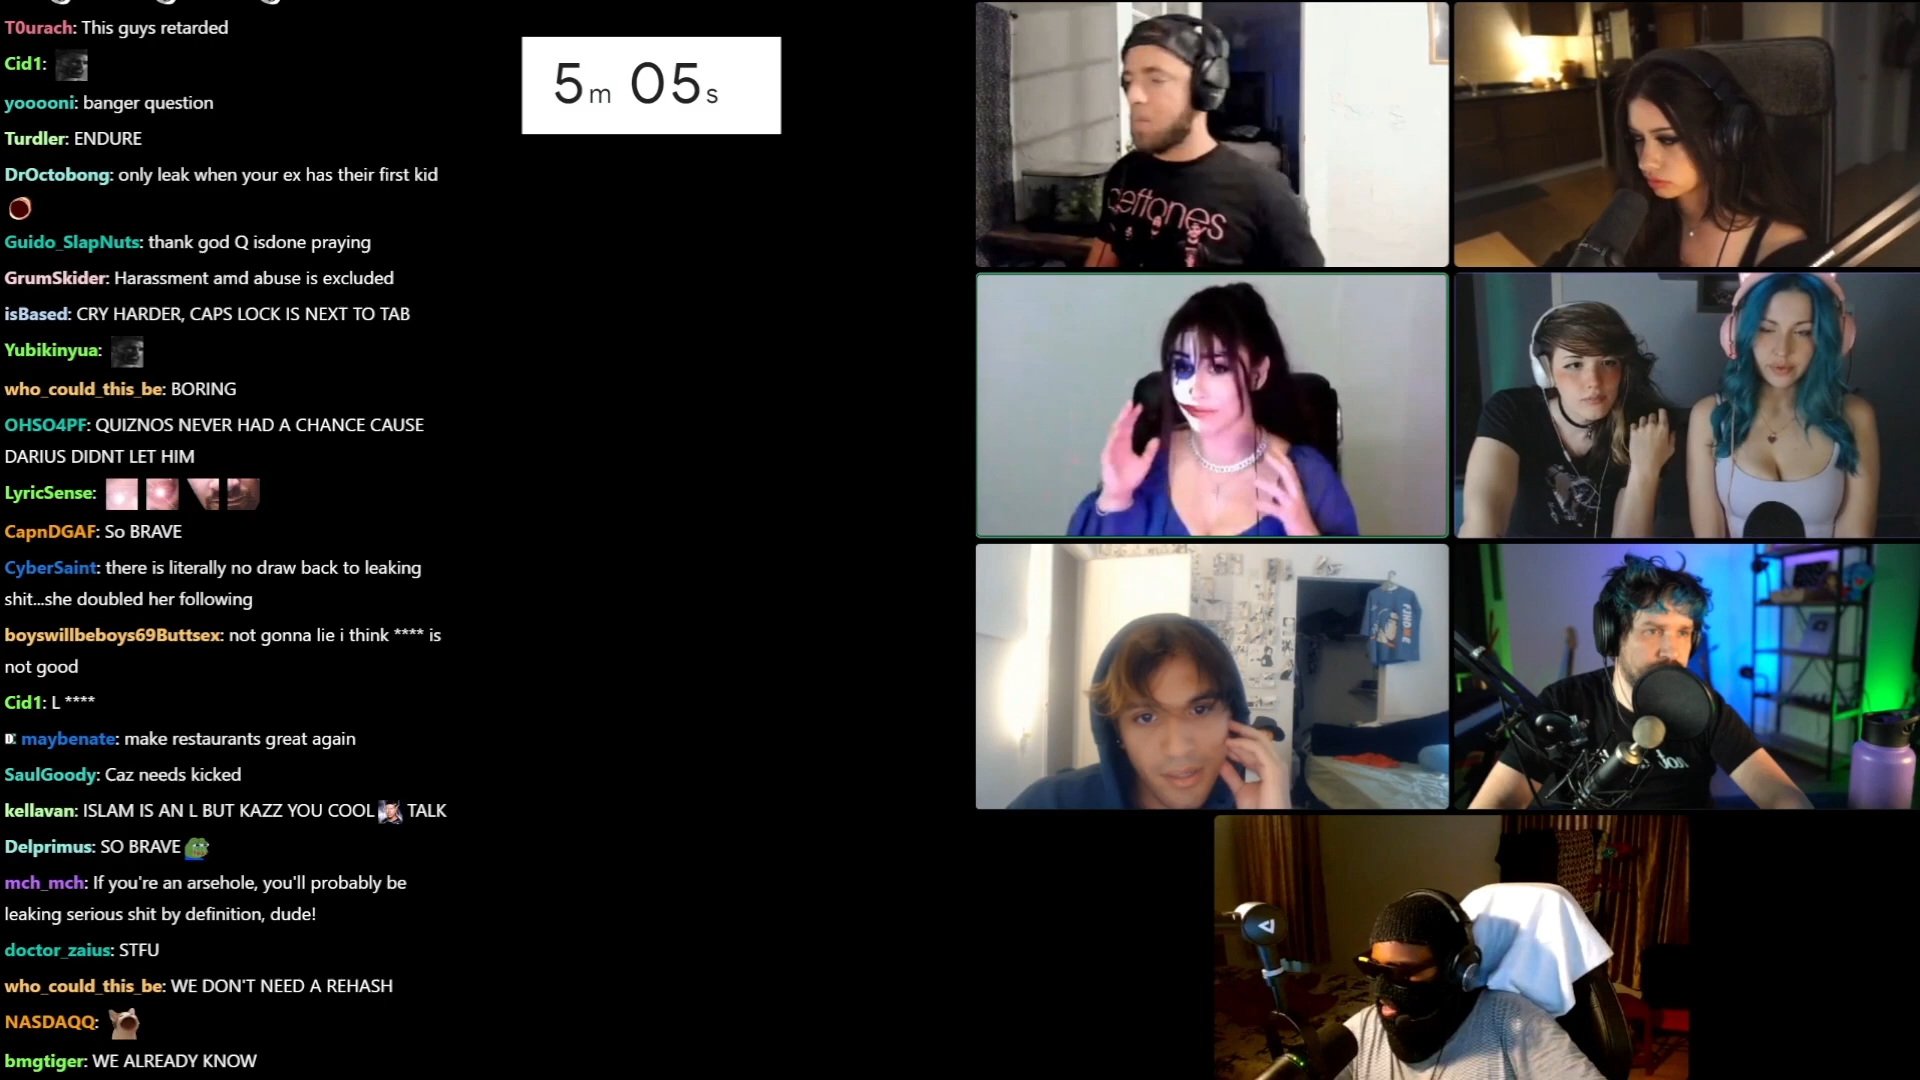 T0urach: This guys retarded
Cid1:
yooooni: banger question
Turdler: ENDURE
DrOctobong: only leak when your ex has their first kid
Guido_SlapNuts: thank god Q isdone praying
GrumSkider: Harassment amd abuse is excluded
isBased: CRY HARDER, CAPS LOCK IS NEXT TO TAB
Yubikinyua:
who_could_this_be: BORING
OHSO4PF: QUIZNOS NEVER HAD A CHANCE CAUSE
DARIUS DIDNT LET HIM
LyricSense:
CapnDGAF: So BRAVE
CyberSaint: there is literally no draw back to leaking
shit...she doubled her following
boyswillbeboys69Buttsex: not gonna lie i think **** is
not good
Cid1: L ****
maybenate: make restaurants great again
SaulGoody: Caz needs kicked
kellavan: ISLAM IS AN L BUT KAZZ YOU COOL TALK
Delprimus: SO BRAVE
mch_mch: If you're an arsehole, you'll probably be
leaking serious shit by definition, dude!
doctor_zaius: STFU
who_could_this_be: WE DON'T NEED A REHASH
NASDAQQ:
bmgtiger: WE ALREADY KNOW
5m 05s
deftones